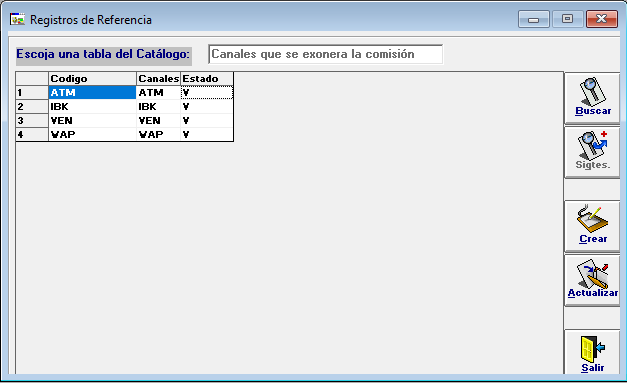 Registros de Referencia
Escoja una tabla del Catálogo: Canales que se exonera la comisión
Codigo Canales Estado
1 ATM ATM V
2 IBK IBK V
3 VEN VEN V
4 WAP WAP V
Buscar
Sigtes.
Crear
Actualizar
Salir